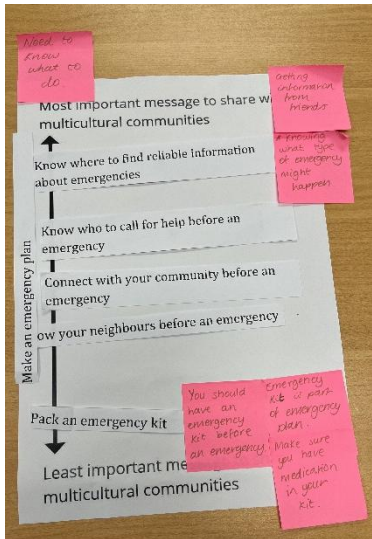 Need to
know
what to
do
Getting
information
from
friends
Most important message to share w
multicultural communities
knowing
what type
of emergency
might
happen
Know where to find reliable information
about emergencies
Know who to call for help before an
emergency
Connect with your community before an
emergency
ow your neighbours before an emergency
Make an emergency plan
Pack an emergency kit
You should
have an
emergency
kit before
an emergency
Emergency
kit is part
of emergency
plan.
Make sure
you have
medication
in your
kit.
Least important me
multicultural communities